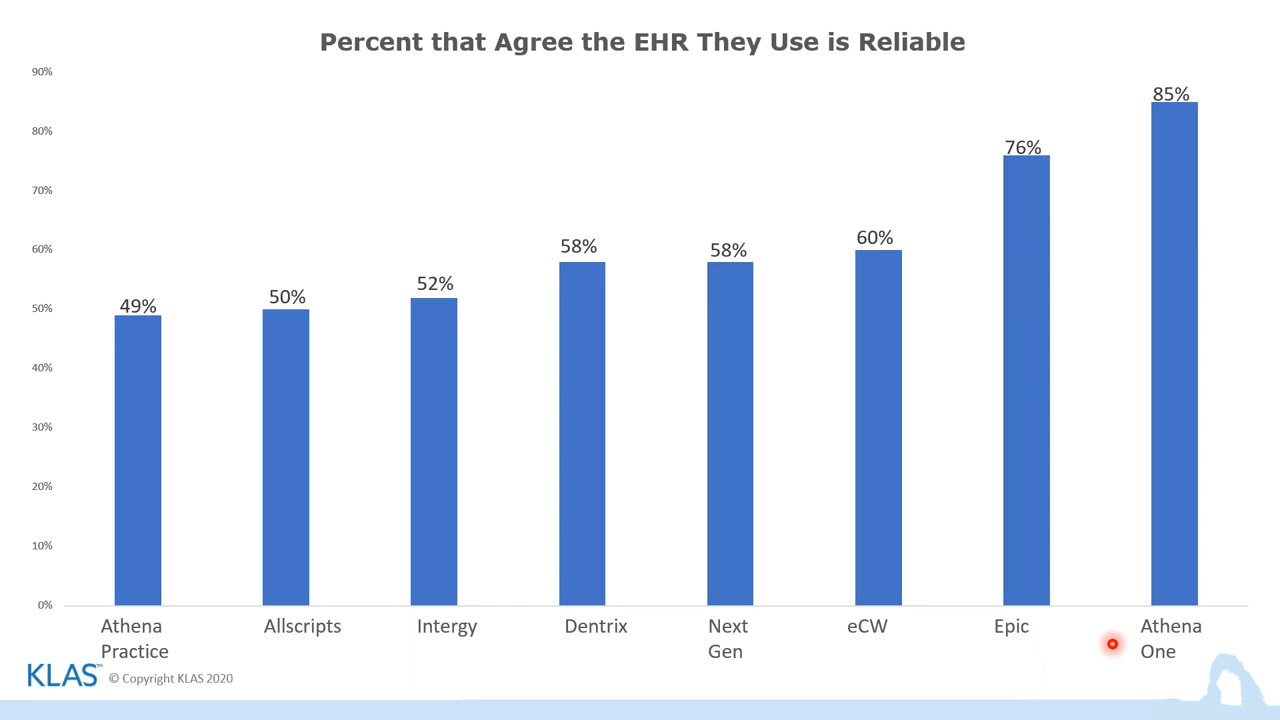 Percent that Agree the EHR They Use is Reliable
90%
80%
70%
60%
50%
40%
30%
20%
10%
0%
49%
50%
52%
58%
58%
60%
76%
85%
Athena
Practice
Allscripts
Intergy
Dentrix
Next
Gen
eCW
Epic
Athena
One
KLAS™ © Copyright KLAS 2020